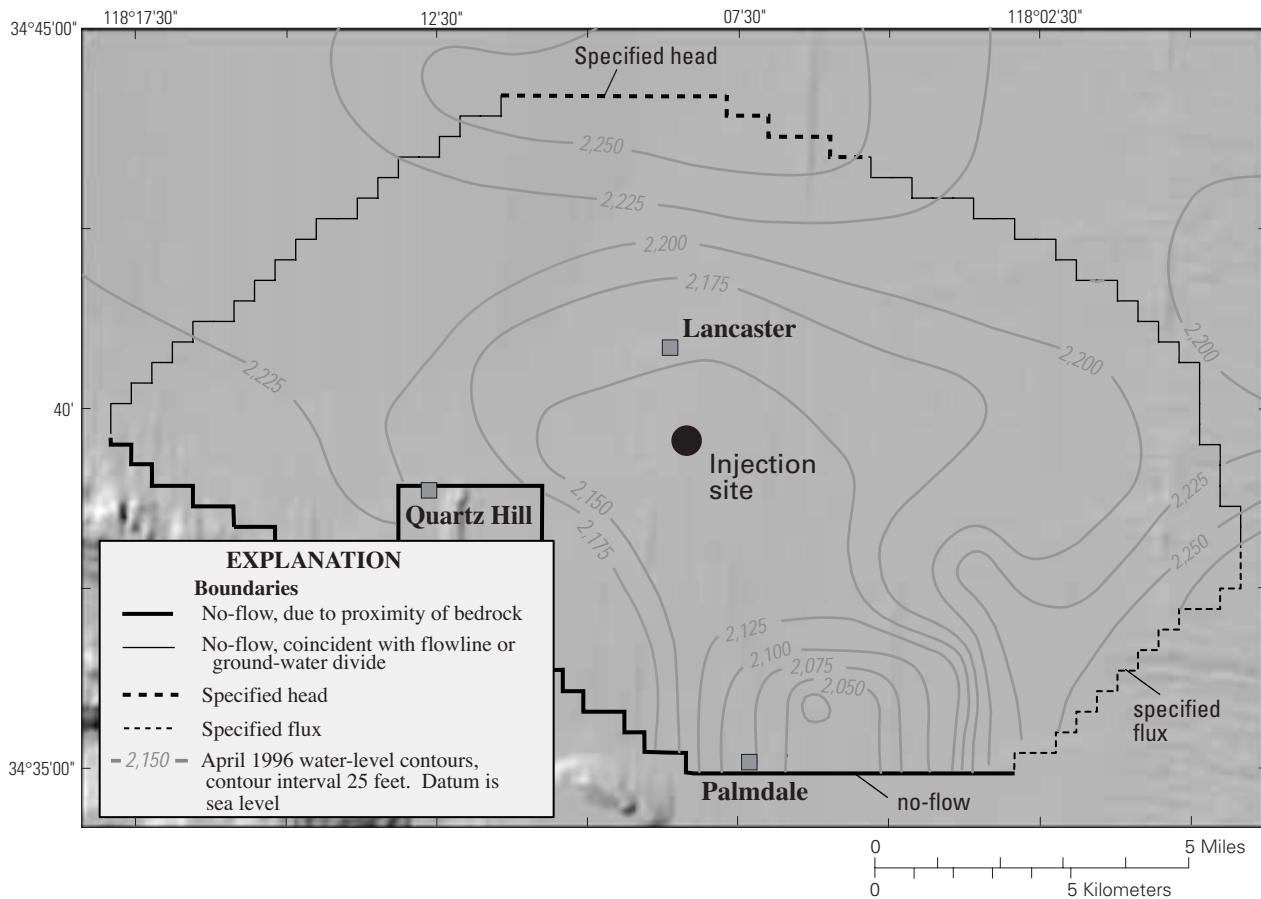 118°17'30"
12'30"
07'30"
118°02'30"
34°45'00"
Specified head
2,250
2,225
2,200
2,175
Lancaster
2,200
2,200
2,225
40'
Injection
site
2,150
2,175
2,225
2,250
Quartz Hill
EXPLANATION
Boundaries
No-flow, due to proximity of bedrock
No-flow, coincident with flowline or
ground-water divide
Specified head
Specified flux
2,150 April 1996 water-level contours,
contour interval 25 feet. Datum is
sea level
2,125
2,100
2,075
2,050
specified
flux
34°35'00"
Palmdale
no-flow
0 5 Miles
0 5 Kilometers